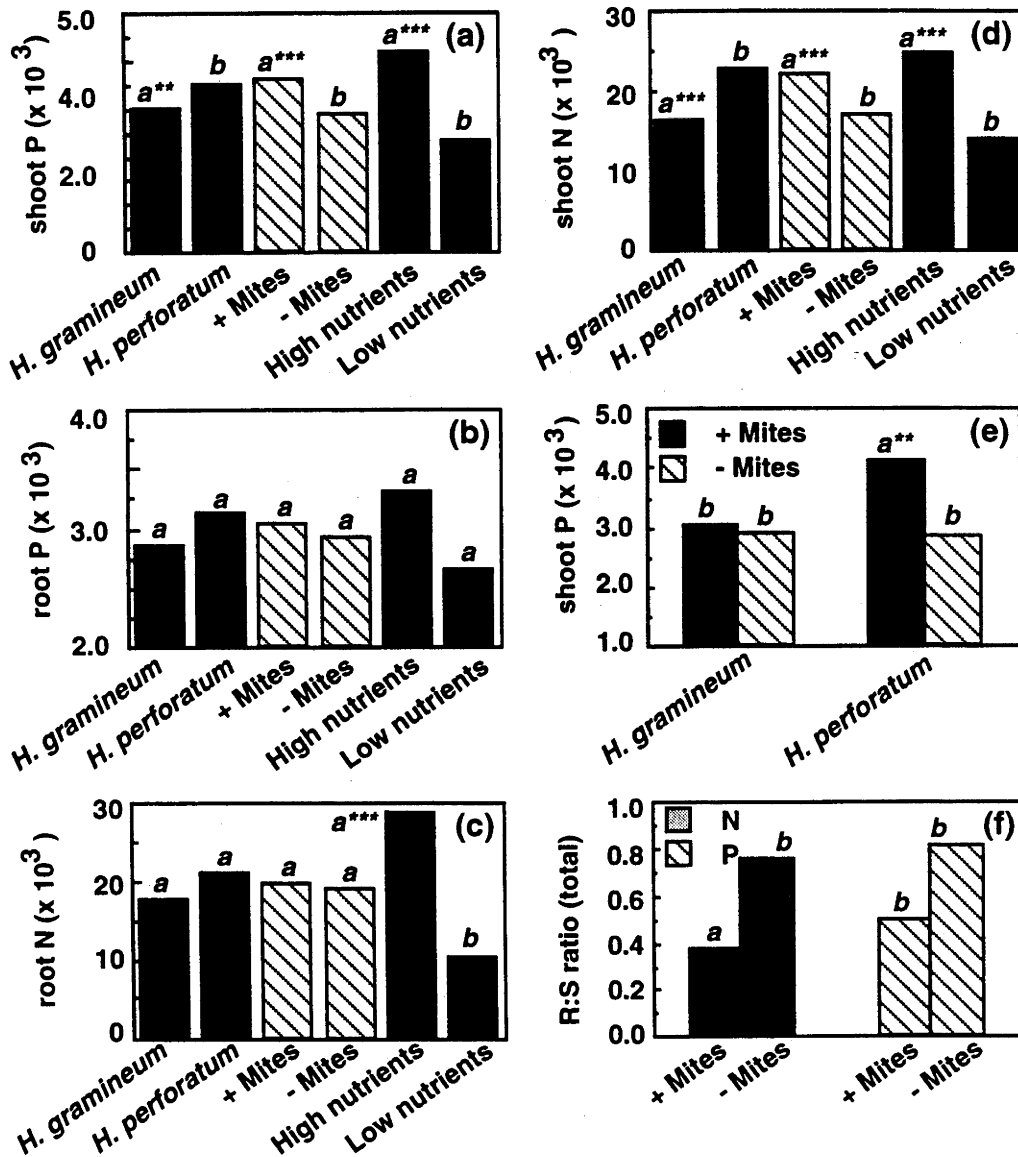 (a)
shoot P (x 10³)
5.0
4.0
2.0
0
a**
b
a***
b
a***
b
H. gramineum
H. perforatum
+ Mites
- Mites
High nutrients
Low nutrients
(d)
shoot N (x 10³)
30
20
10
0
a***
b
a***
b
a***
b
H. gramineum
H. perforatum
+ Mites
- Mites
High nutrients
Low nutrients
(b)
root P (x 10³)
4.0
3.0
2.0
a
a
a
a
a
a
H. gramineum
H. perforatum
+ Mites
- Mites
High nutrients
Low nutrients
(e)
shoot P (x 10³)
5.0
4.0
3.0
2.0
1.0
+ Mites
- Mites
b
b
a**
b
H. gramineum
H. perforatum
(c)
root N (x 10³)
30
20
10
0
a
a
a
a
a***
b
H. gramineum
H. perforatum
+ Mites
- Mites
High nutrients
Low nutrients
(f)
R:S ratio (total)
1.0
0.8
0.6
0.4
0.2
0.0
N
P
a
b
b
b
+ Mites
- Mites
+ Mites
- Mites